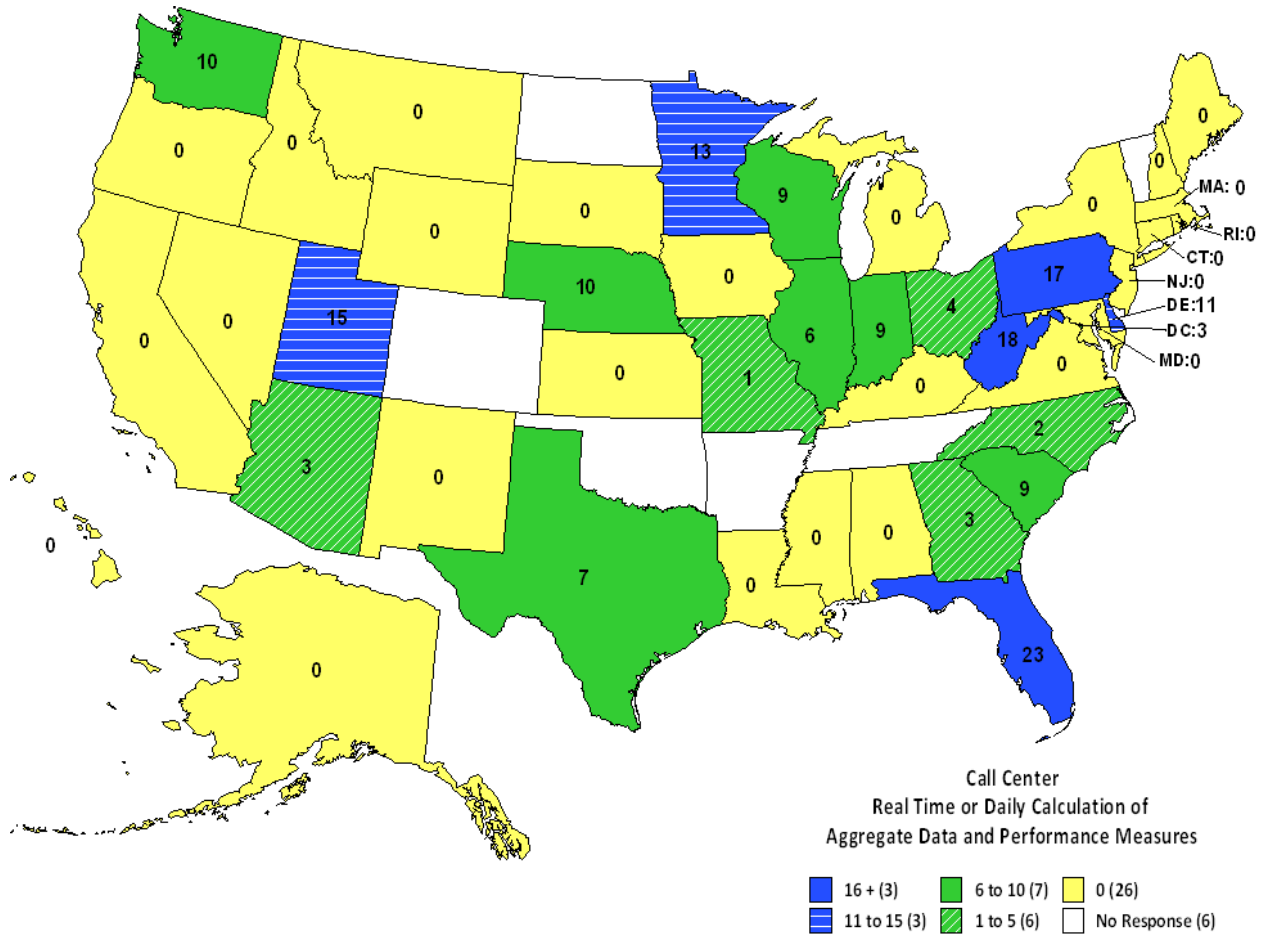 10
0
0
0
13
0
9
0
MA: 0
0
0
0
0
RI:0
CT:0
17
NJ:0
0
10
4
DE:11
15
0
6
9
DC:3
18
0
MD:0
0
0
1
0
2
3
0
9
3
0
0
0
7
0
23
0
Call Center
Real Time or Daily Calculation of
Aggregate Data and Performance Measures
16 + (3)
6 to 10 (7)
0 (26)
11 to 15 (3)
1 to 5 (6)
No Response (6)